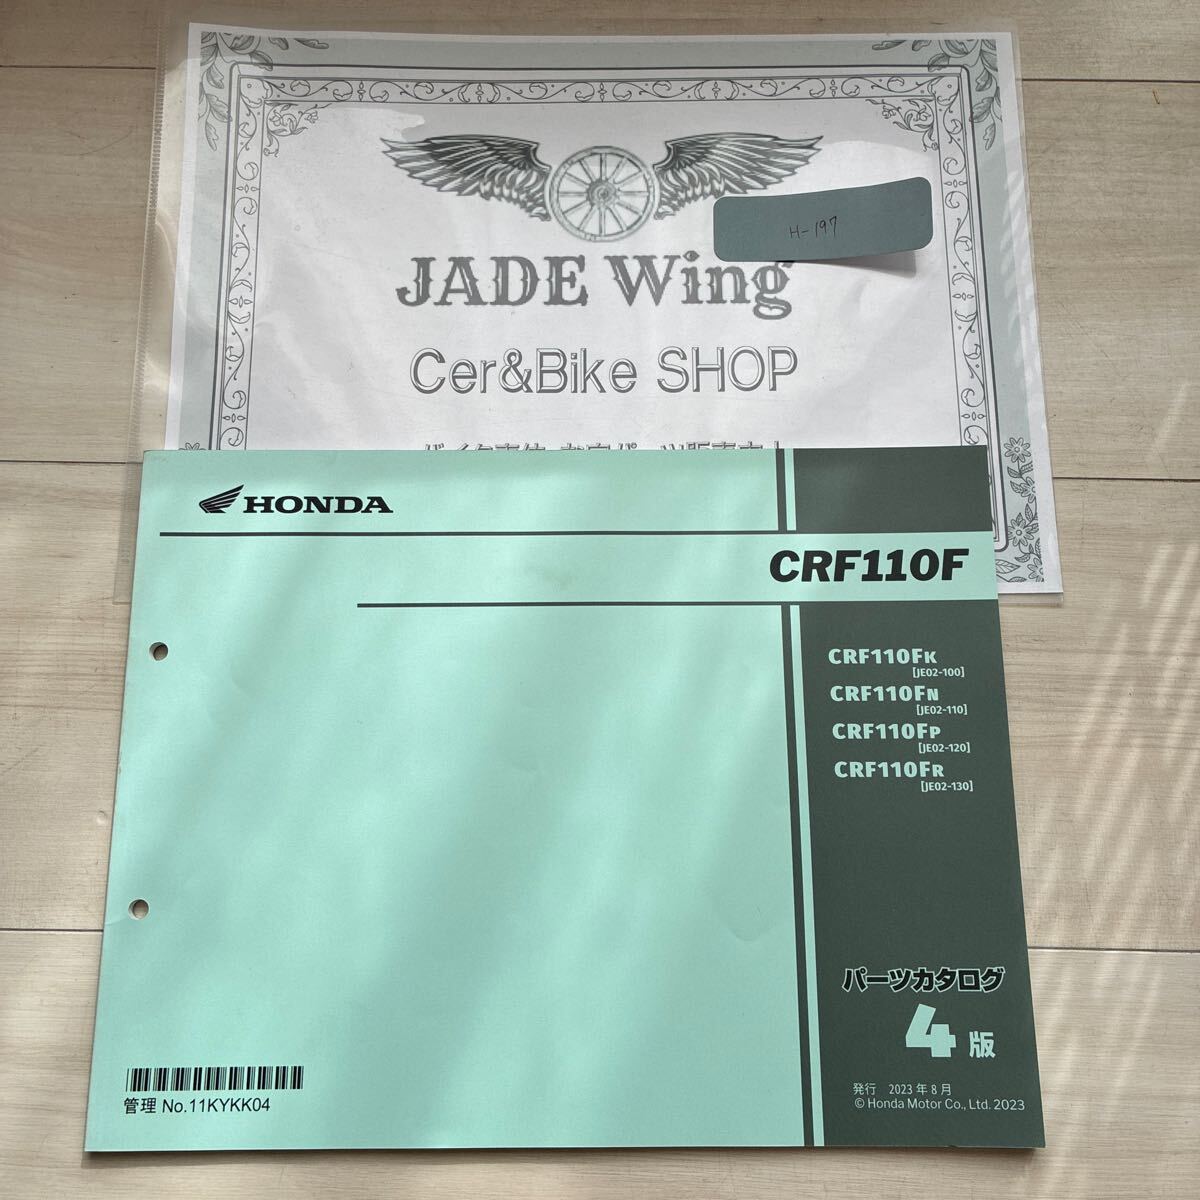 H-197
JADE Wing
Cer&Bike SHOP
HONDA
CRF110F
CRF110FK
[JE02-100]
CRF110FN
[JE02-110]
CRF110FP
[JE02-120]
CRF110FR
[JE02-130]
パーツカタログ
4版
発行 2023年8月
© Honda Motor Co., Ltd. 2023
管理 No.11KYKK04